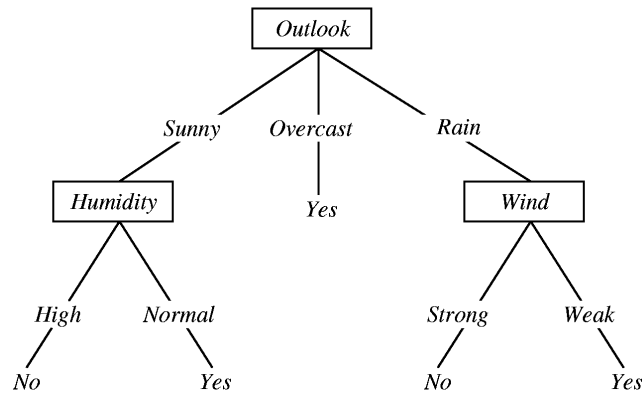 Outlook
Sunny Overcast Rain
Humidity Yes Wind
High Normal Strong Weak
No Yes No Yes